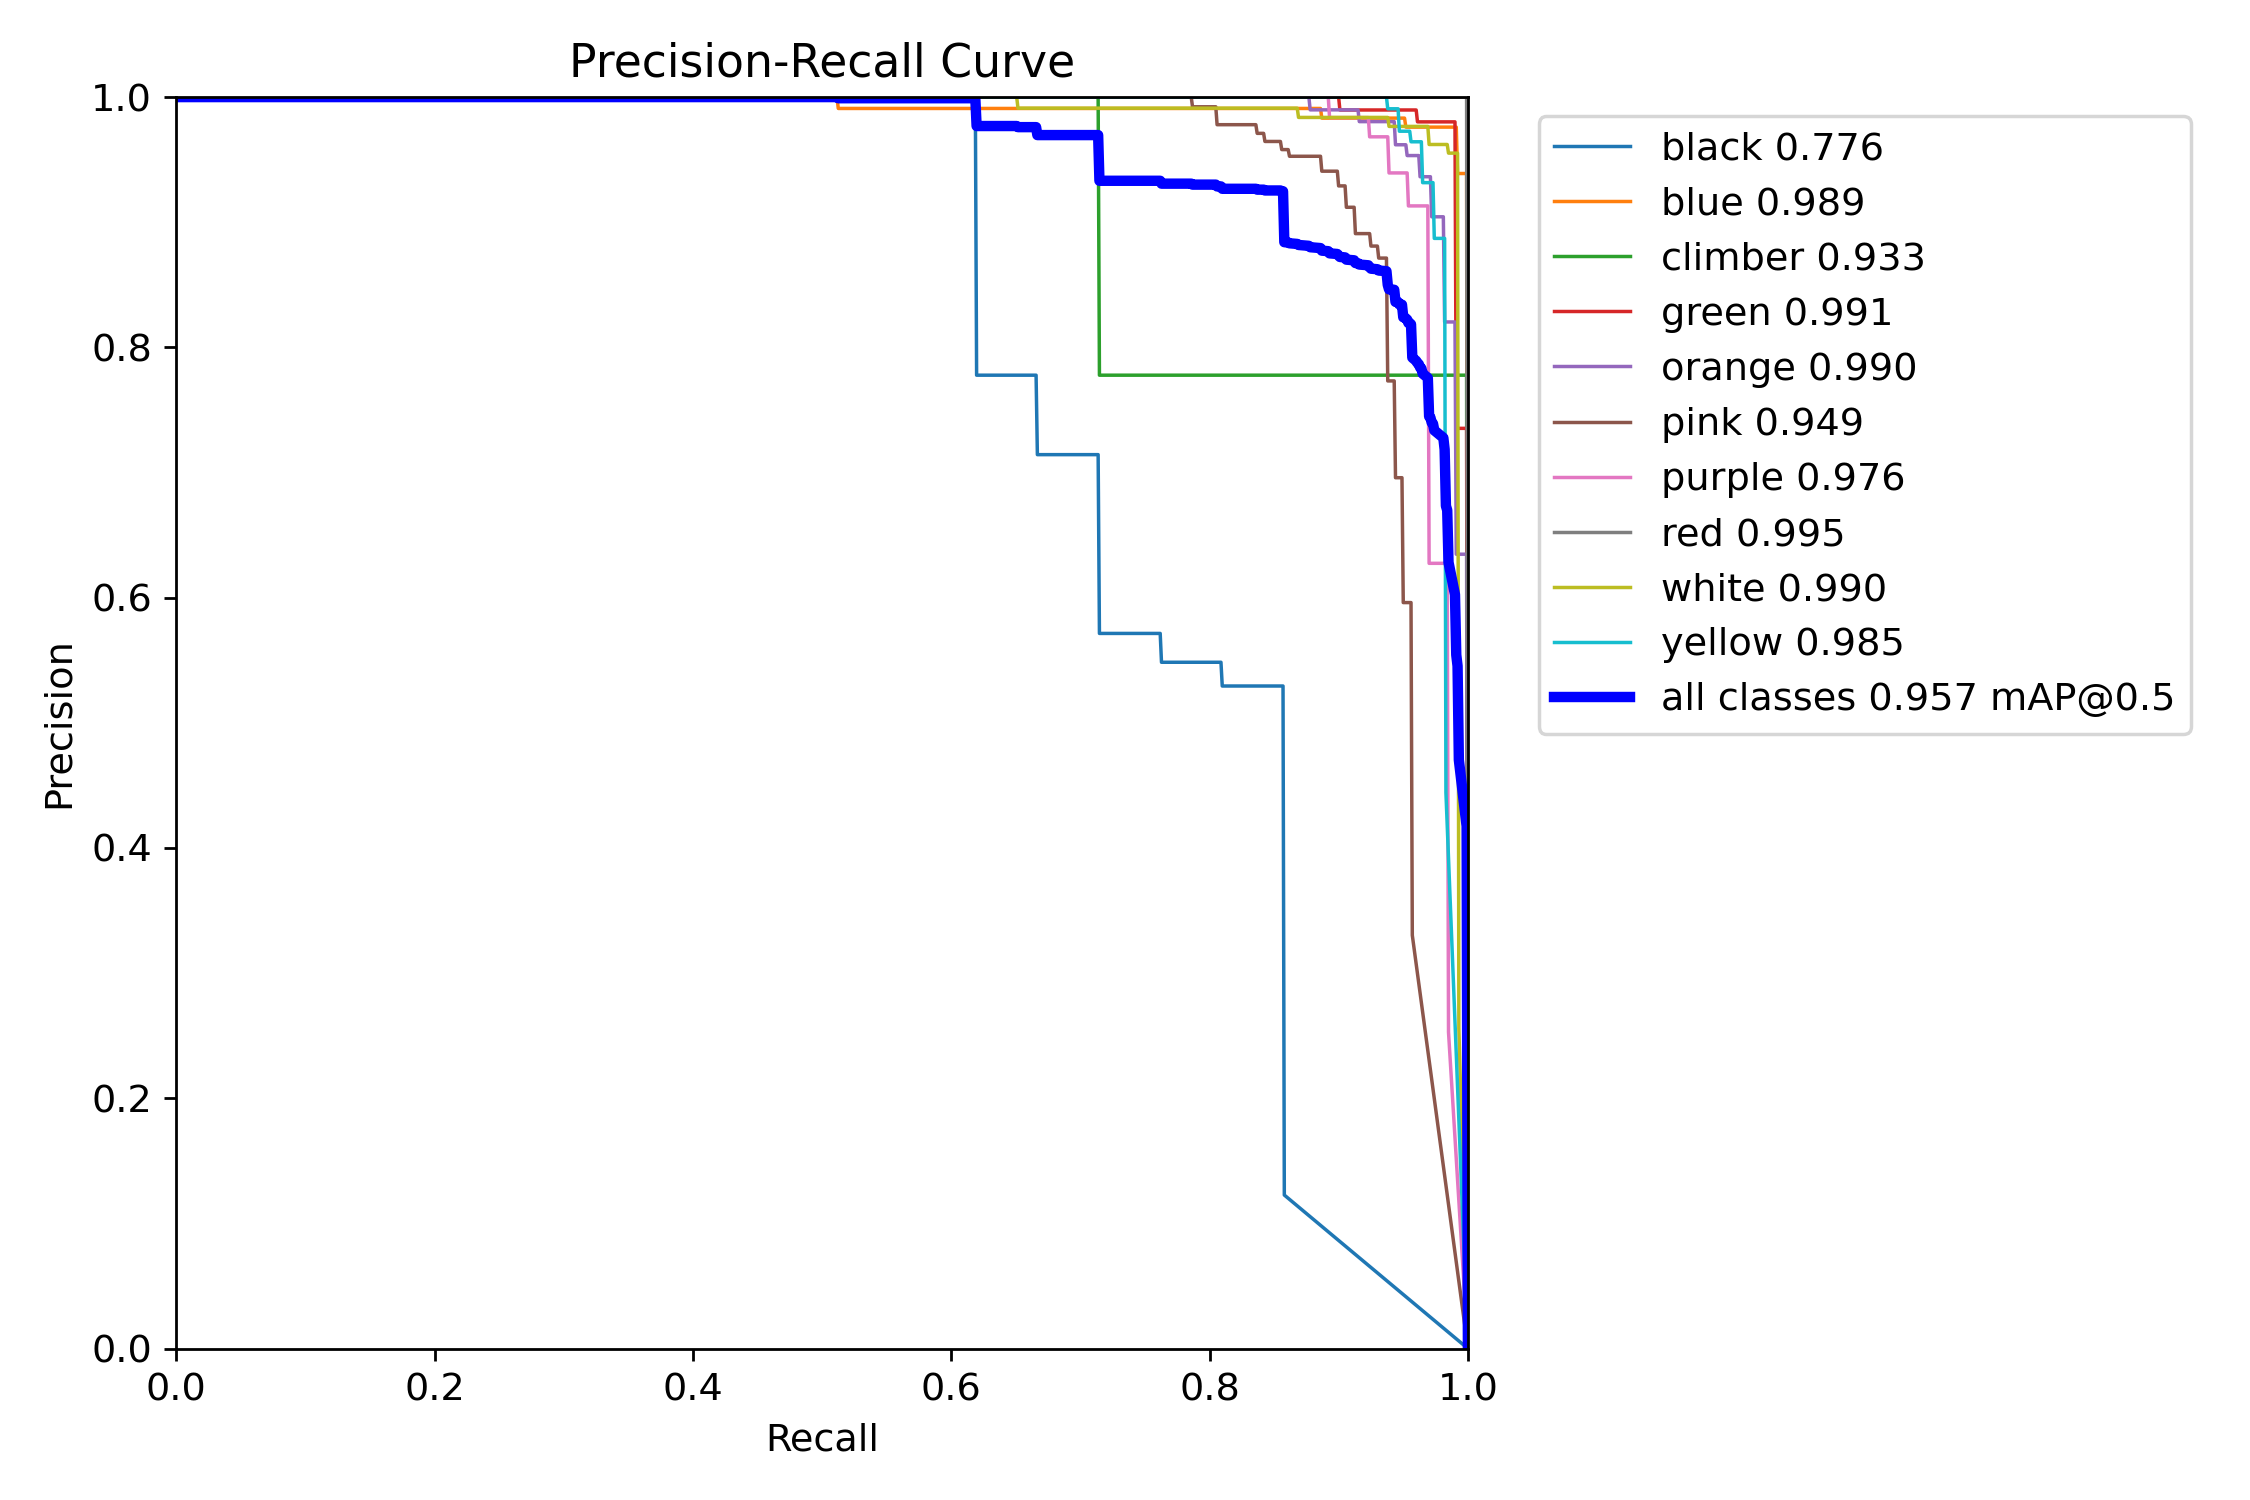 Precision-Recall Curve
1.0
0.8
0.6
0.4
0.2
0.0
Precision
0.0 0.2 0.4 0.6 0.8 1.0
Recall
black 0.776
blue 0.989
climber 0.933
green 0.991
orange 0.990
pink 0.949
purple 0.976
red 0.995
white 0.990
yellow 0.985
all classes 0.957 mAP@0.5